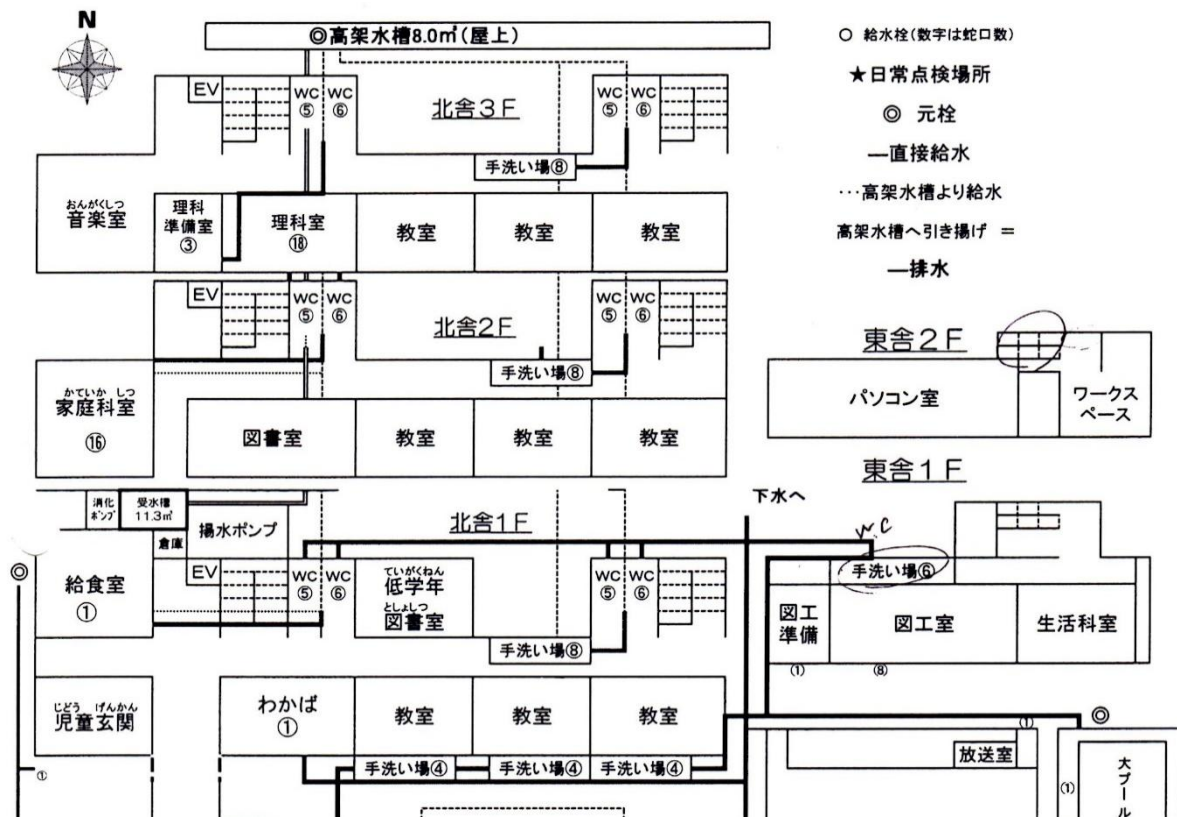 N
◎高架水槽8.0㎥(屋上)
○ 給水栓(数字は蛇口数)
★日常点検場所
◎ 元栓
―直接給水
…高架水槽より給水
高架水槽へ引き揚げ =
―排水
EV
WC
⑤
WC
⑥
北舎3F
WC
⑤
WC
⑥
手洗い場⑧
おんがくしつ
音楽室
理科
準備室
③
理科室
⑱
教室
教室
教室
EV
WC
⑤
WC
⑥
北舎2F
WC
⑤
WC
⑥
手洗い場⑧
かていか しつ
家庭科室
⑯
図書室
教室
教室
教室
東舎2F
パソコン室
ワークス
ペース
東舎1F
消化
ポンプ
受水槽
11.3㎥
倉庫
揚水ポンプ
北舎1F
下水へ
WC
◎
給食室
①
EV
WC
⑤
WC
⑥
ていがくねん
低学年
としょしつ
図書室
WC
⑤
WC
⑥
手洗い場⑧
手洗い場⑥
図工
準備
(1)
図工室
(8)
生活科室
じどう げんかん
児童玄関
わかば
①
教室
教室
教室
①
手洗い場④
手洗い場④
手洗い場④
(1)
◎
放送室
(1)
大プール